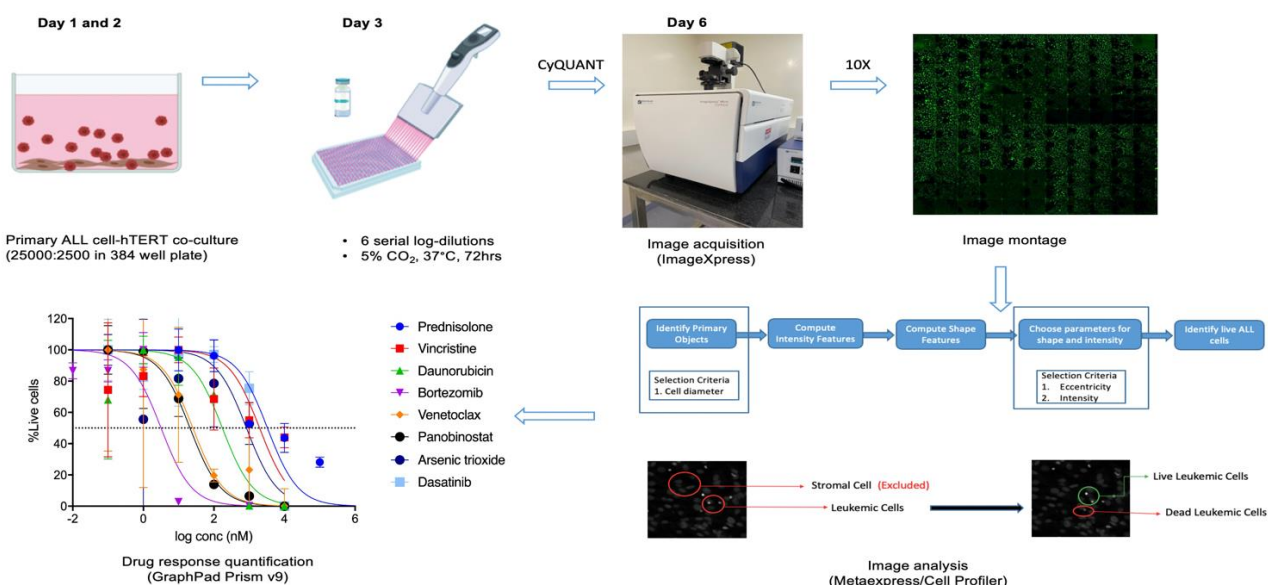 Day 1 and 2
Day 3
Day 6
CyQUANT
10X
Primary ALL cell-hTERT co-culture
(25000:2500 in 384 well plate)
• 6 serial log-dilutions
• 5% CO₂, 37°C, 72hrs
Image acquisition
(ImageXpress)
Image montage
Identify Primary
Objects
Compute
Intensity Features
Compute Shape
Features
Choose parameters for
shape and intensity
Identify live ALL
cells
Selection Criteria
1. Cell diameter
Selection Criteria
1. Eccentricity
2. Intensity
120
100
80
60
40
20
0
%Live cells
-2
0
2
4
6
log conc (nM)
Prednisolone
Vincristine
Daunorubicin
Bortezomib
Venetoclax
Panobinostat
Arsenic trioxide
Dasatinib
Drug response quantification
(GraphPad Prism v9)
Stromal Cell (Excluded)
Leukemic Cells
Live Leukemic Cells
Dead Leukemic Cells
Image analysis
(Metaexpress/Cell Profiler)